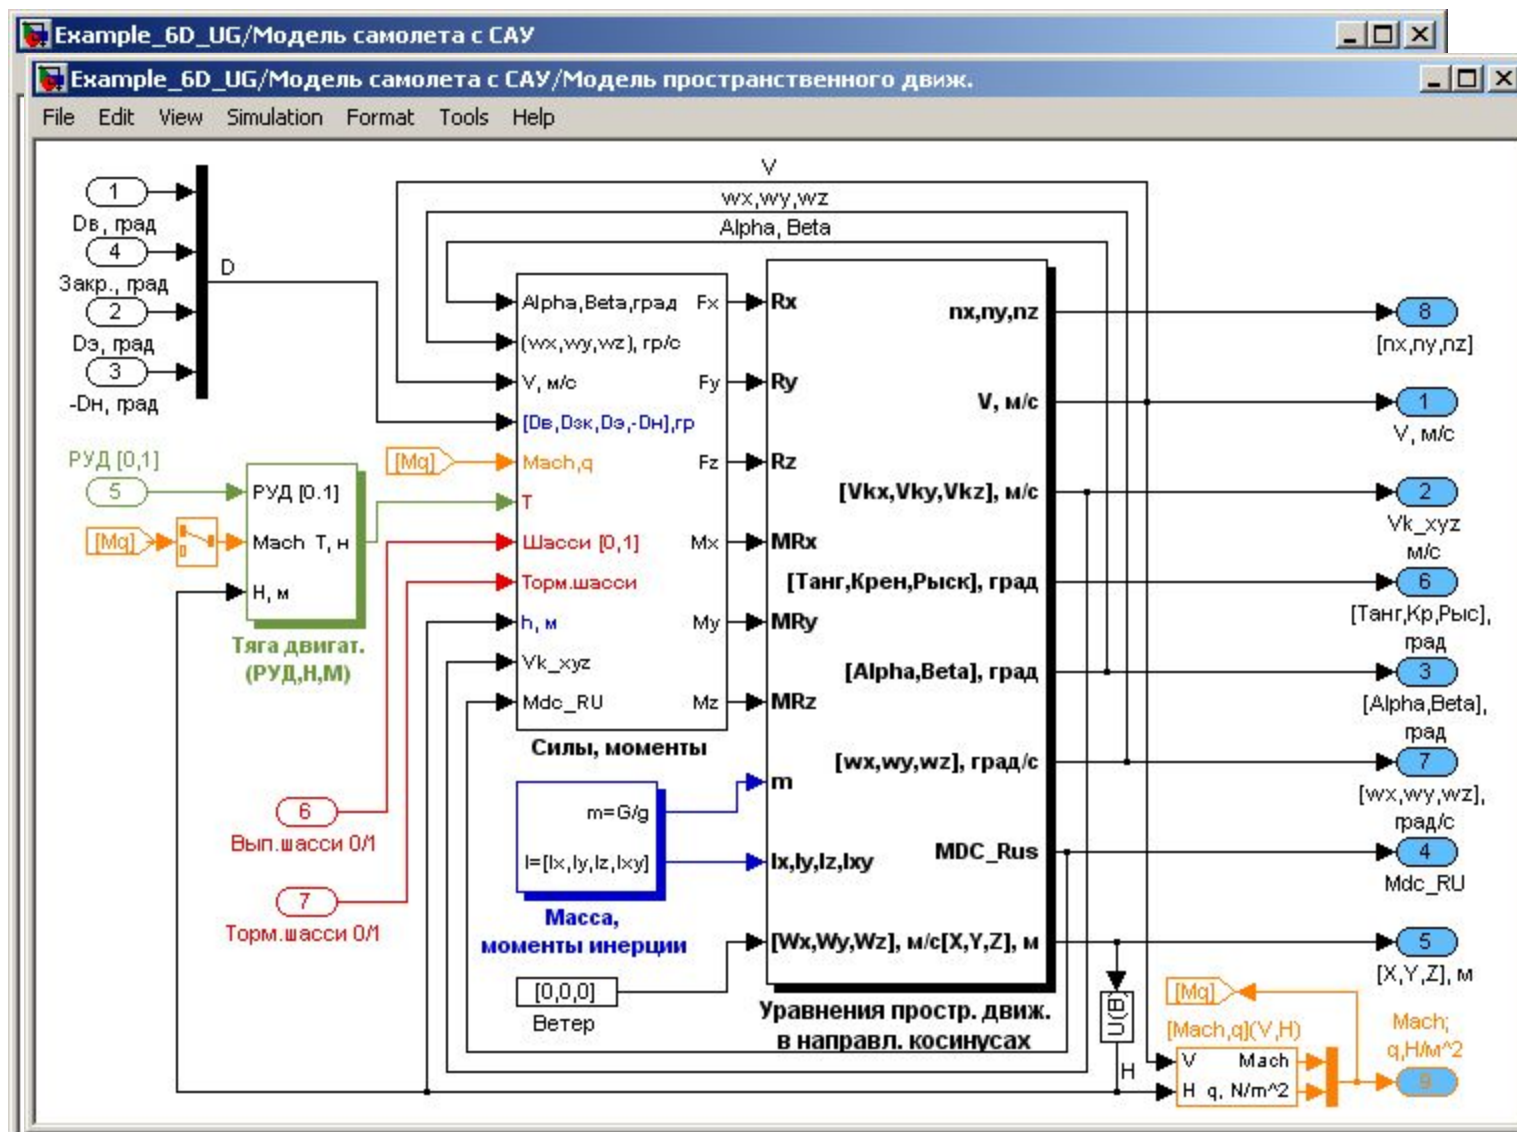 Example_6D_UG/Модель самолета с САУ
Example_6D_UG/Модель самолета с САУ/Модель пространственного движ.
File Edit View Simulation Format Tools Help
V
wx,wy,wz
Alpha, Beta
1
Dв, град
4
Закр., град
2
Dэ, град
3
-Dн, град
D
РУД [0,1]
5
[Mq]
РУД [0.1]
Mach T, н
H, м
Тяга двигат.
(РУД,H,M)
[Mq]
Alpha,Beta,град Fx
(wx,wy,wz), гр/с
V, м/с Fy
[Dв,Dзк,Dэ,-Dн],гр
Mach,q Fz
T
Шасси [0,1] Mx
Торм.шасси
h, м My
Vk_xyz
Mdc_RU Mz
Силы, моменты
6
Вып.шасси 0/1
7
Торм.шасси 0/1
m=G/g
I=[Ix,Iy,Iz,Ixy]
Масса,
моменты инерции
[0,0,0]
Ветер
Rx
nx,ny,nz
Ry
V, м/с
Rz
[Vkx,Vky,Vkz], м/с
MRx
[Танг,Крен,Рыск], град
MRy
[Alpha,Beta], град
MRz
[wx,wy,wz], град/с
m
MDC_Rus
Ix,Iy,Iz,Ixy
[Wx,Wy,Wz], м/с[X,Y,Z], м
Уравнения простр. движ.
в направл. косинусах
8
[nx,ny,nz]
1
V, м/с
2
Vk_xyz
м/с
6
[Танг,Кр,Рыс],
град
3
[Alpha,Beta],
град
7
[wx,wy,wz],
град/с
4
Mdc_RU
5
[X,Y,Z], м
U(B)
H
[Mq]
[Mach,q](V,H)
V Mach
H q, N/m^2
Mach;
q,H/м^2
9